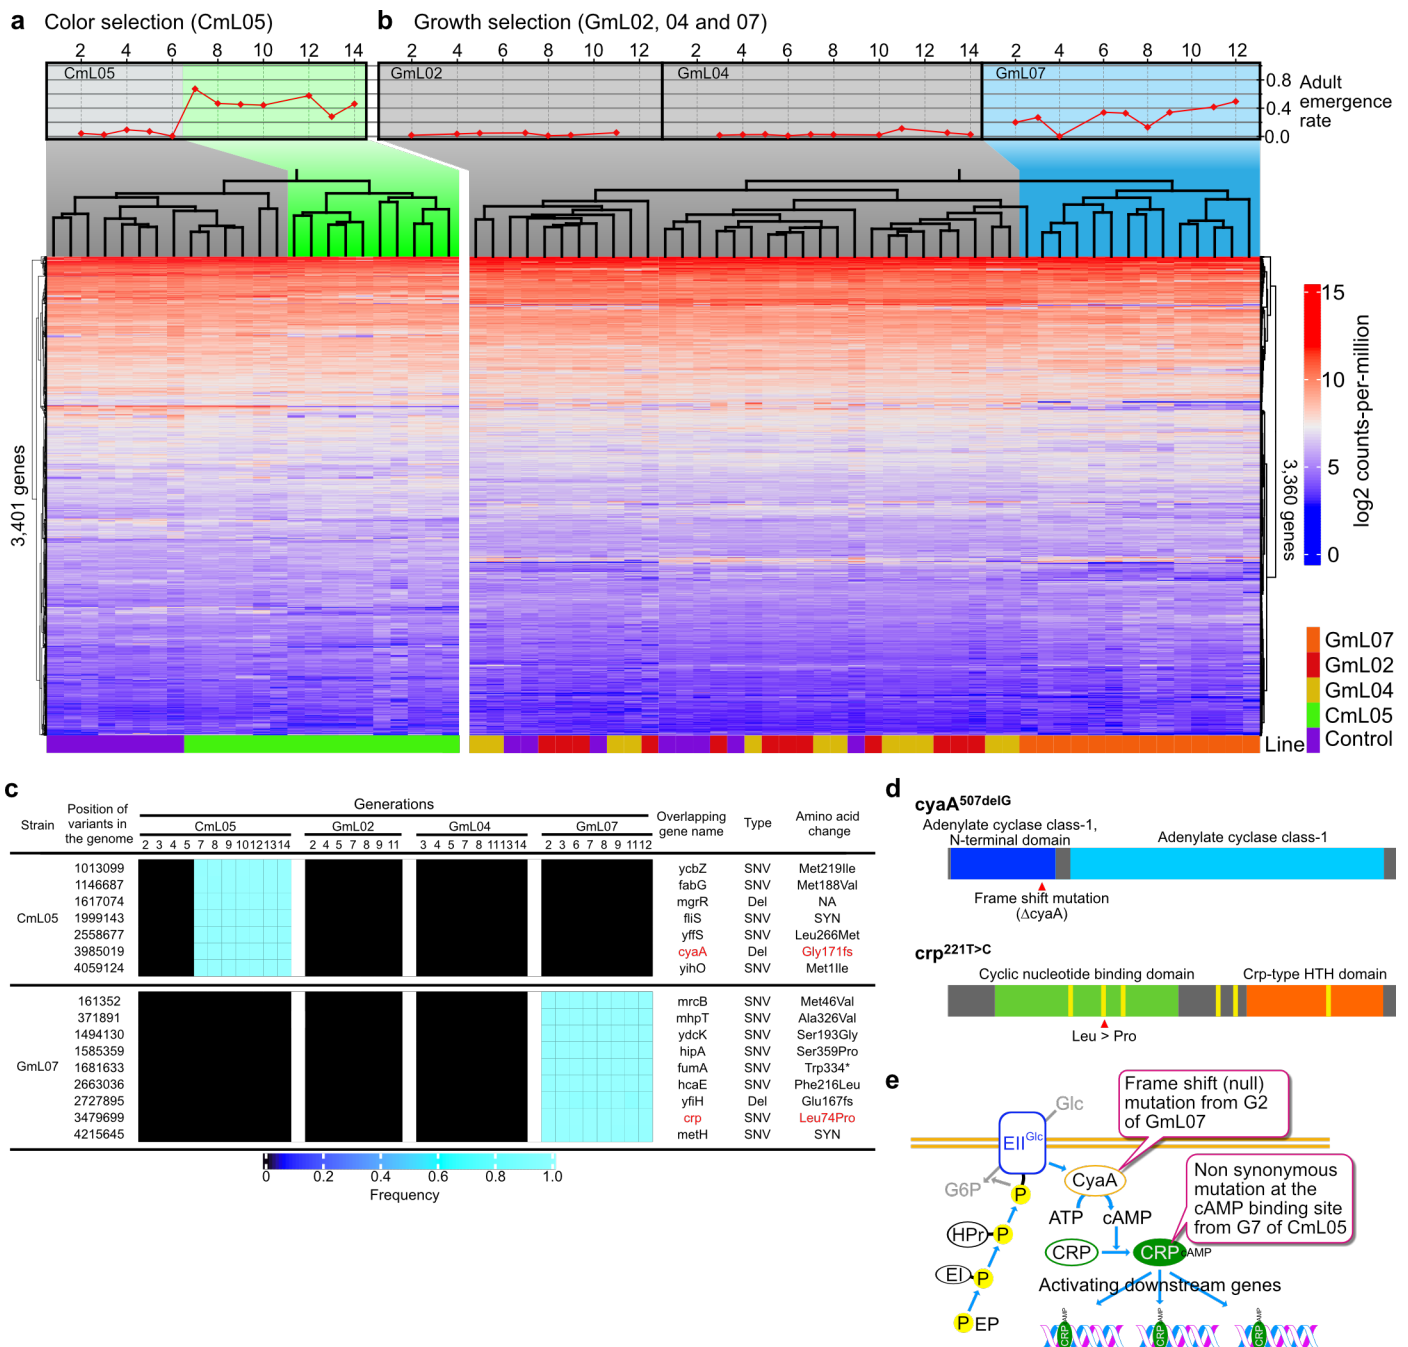 a Color selection (CmL05)
b Growth selection (GmL02, 04 and 07)
2 4 6 8 10 12 14
2 4 6 8 10 12
2 4 6 8 10 12 14
2 4 6 8 10 12
CmL05
GmL02
GmL04
GmL07
0.8
0.4
0.0
Adult
emergence
rate
3,401 genes
3,360 genes
15
10
5
0
log2 counts-per-million
GmL07
GmL02
GmL04
CmL05
Control
Line
c
Generations
Strain
Position of
variants in
the genome
CmL05
GmL02
GmL04
GmL07
Overlapping
gene name
Type
Amino acid
change
2 3 4 5 7 8 9 10 12 13 14
2 4 5 7 8 9 11
3 4 5 7 8 11 13 14
2 3 6 7 8 9 11 12
CmL05
1013099 ycbZ SNV Met219Ile
1146687 fabG SNV Met188Val
1617074 mgrR Del NA
1999143 fliS SNV SYN
2558677 yffS SNV Leu266Met
3985019 cyaA Del Gly171fs
4059124 yihO SNV Met1Ile
GmL07
161352 mrcB SNV Met46Val
371891 mhpT SNV Ala326Val
1494130 ydcK SNV Ser193Gly
1585359 hipA SNV Ser359Pro
1681633 fumA SNV Trp334*
2663036 hcaE SNV Phe216Leu
2727895 yfiH Del Glu167fs
3479699 crp SNV Leu74Pro
4215645 metH SNV SYN
0 0.2 0.4 0.6 0.8 1.0
Frequency
d
cyaA507delG
Adenylate cyclase class-1,
N-terminal domain
Adenylate cyclase class-1
Frame shift mutation
(ΔcyaA)
crp221T>C
Cyclic nucleotide binding domain
Crp-type HTH domain
Leu > Pro
e
Frame shift (null)
mutation from G2
of GmL07
Non synonymous
mutation at the
cAMP binding site
from G7 of CmL05
Glc
EIIGlc
G6P
P
CyaA
ATP
cAMP
HPr P
CRP
CRP cAMP
EI P
Activating downstream genes
P EP
CRP cAMP
CRP cAMP
CRP cAMP